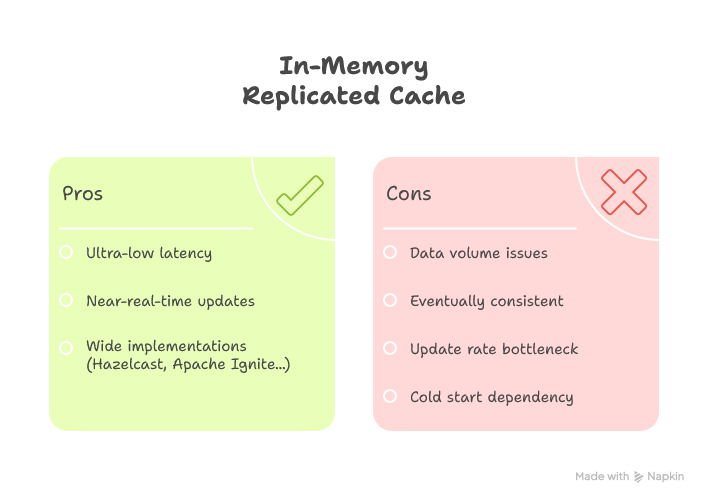 In-Memory
Replicated Cache
Pros
Ultra-low latency
Near-real-time updates
Wide implementations
(Hazelcast, Apache Ignite...)
Cons
Data volume issues
Eventually consistent
Update rate bottleneck
Cold start dependency
Made with Napkin